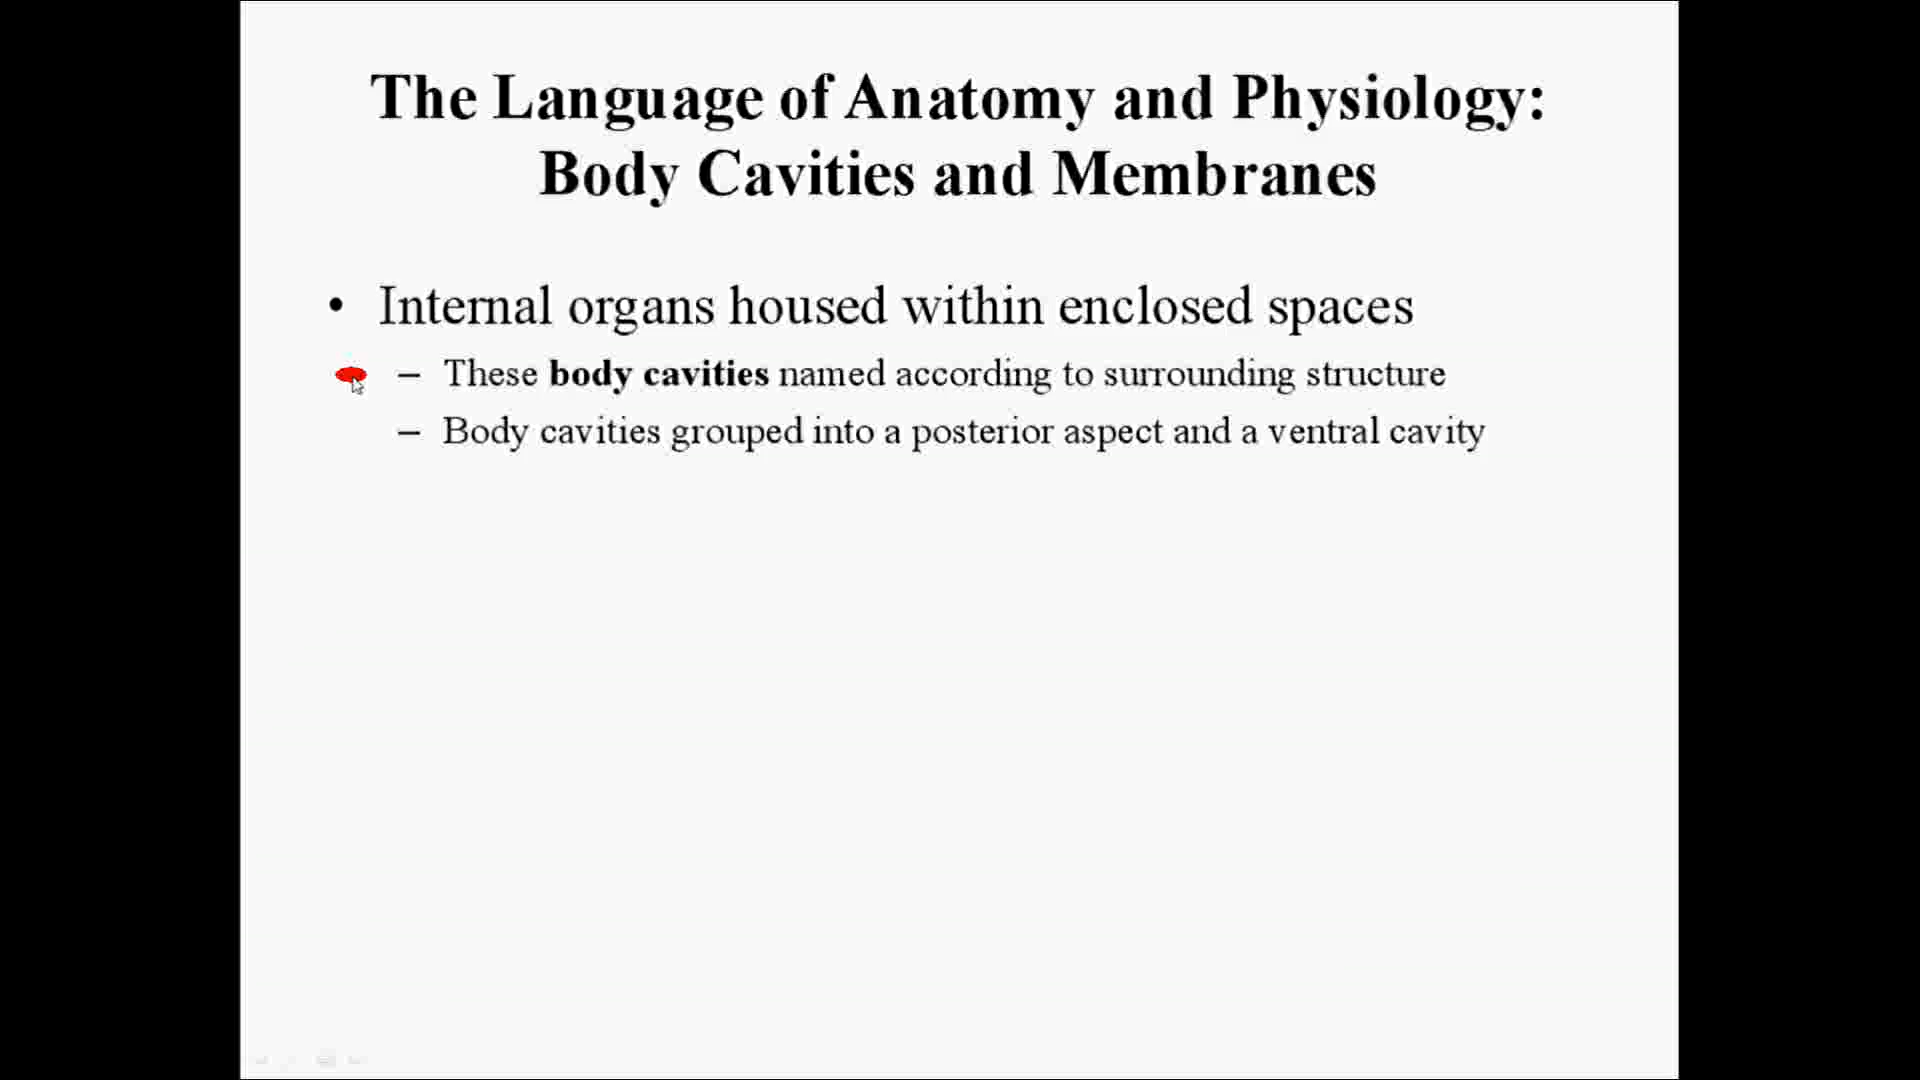 The Language of Anatomy and Physiology:
Body Cavities and Membranes
• Internal organs housed within enclosed spaces
– These body cavities named according to surrounding structure
– Body cavities grouped into a posterior aspect and a ventral cavity